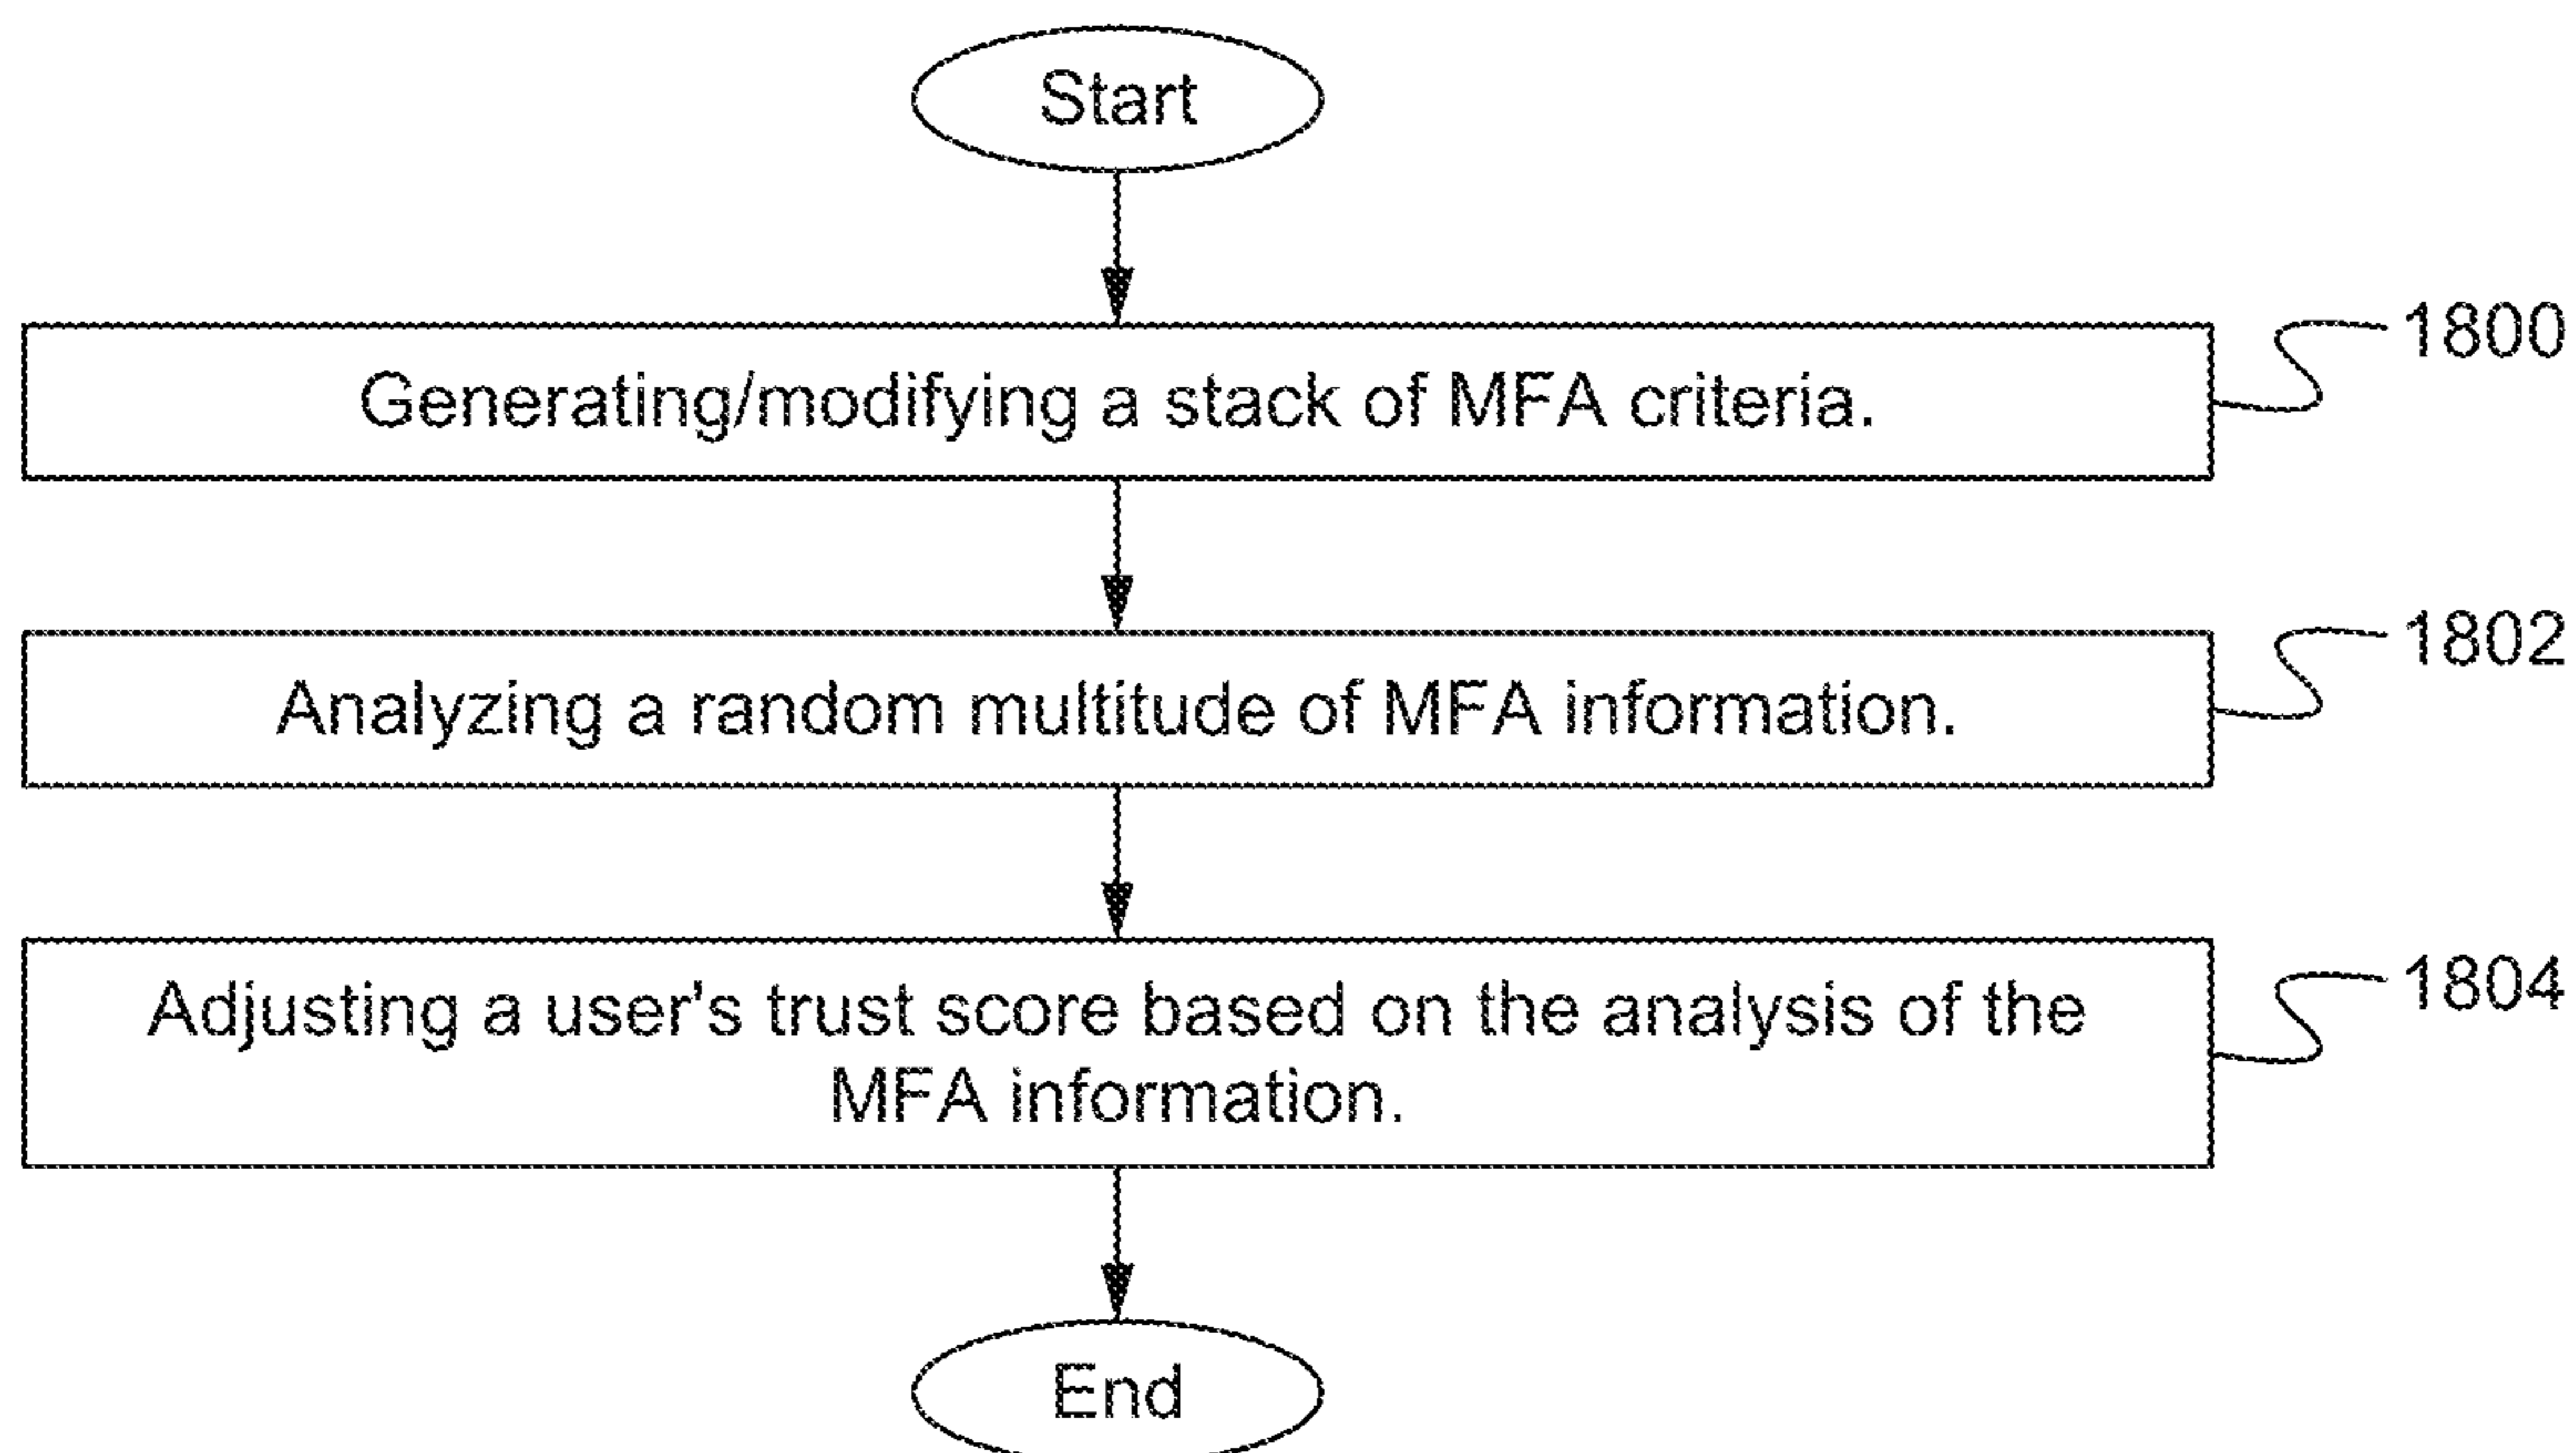 Start
Generating/modifying a stack of MFA criteria.
1800
Analyzing a random multitude of MFA information.
1802
Adjusting a user's trust score based on the analysis of the
MFA information.
1804
End